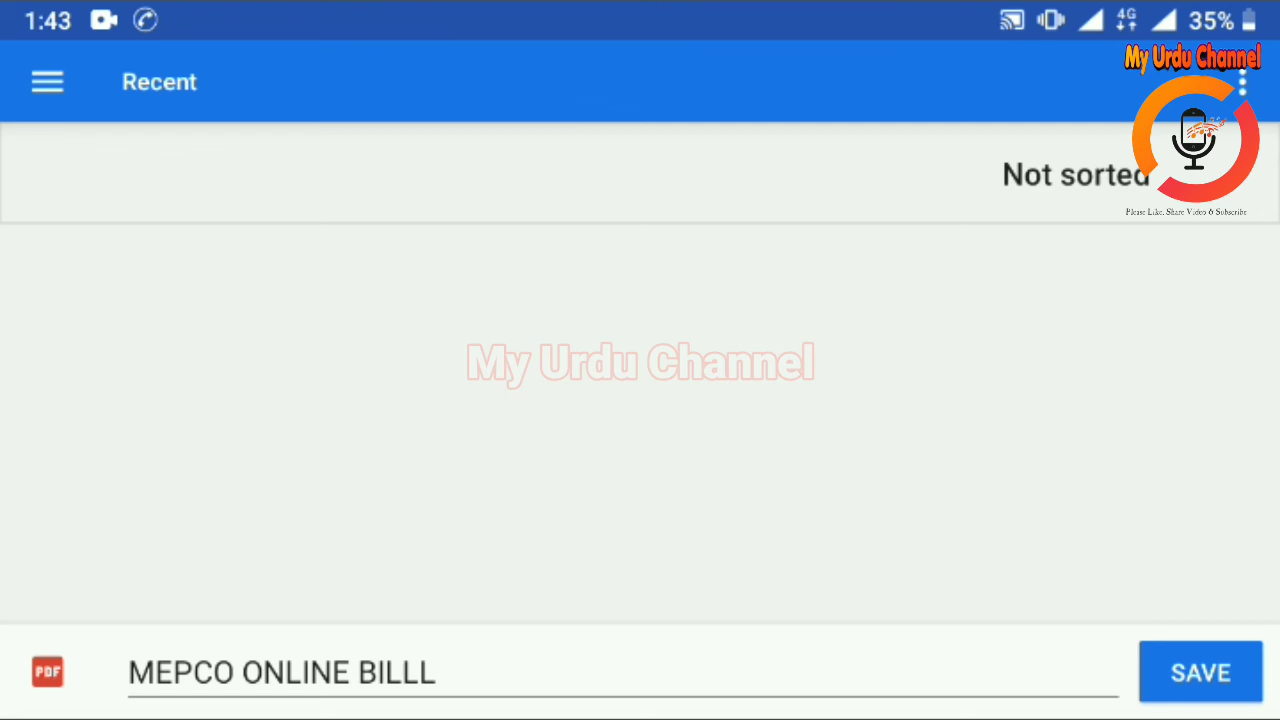 1:43 4G 35%
My Urdu Channel
Recent
Not sorted
Please Like, Share Video & Subscribe
My Urdu Channel
PDF MEPCO ONLINE BILLL SAVE